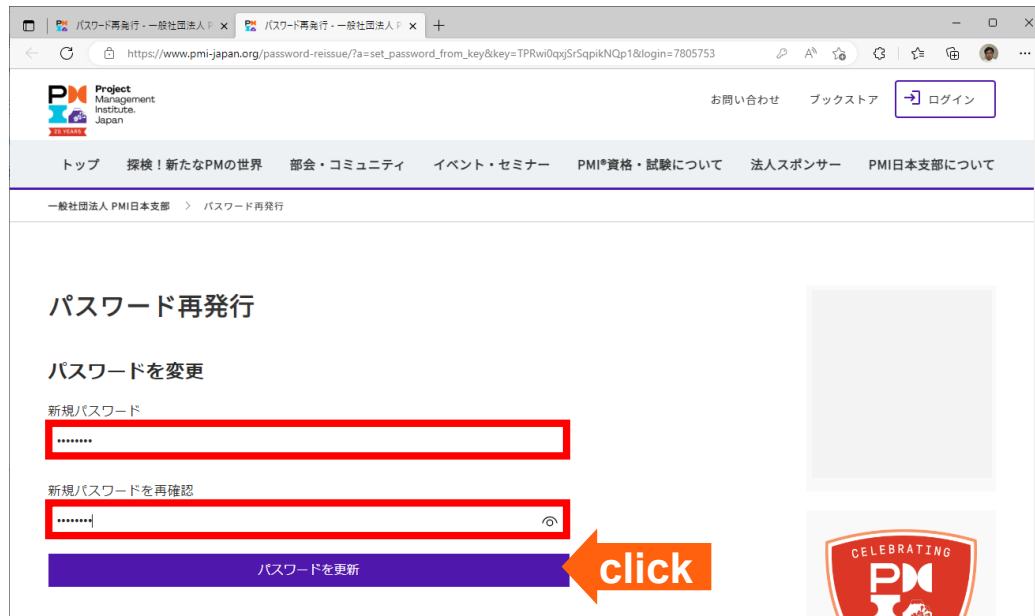 パスワード再発行 - 一般社団法人 P
パスワード再発行 - 一般社団法人 P
https://www.pmi-japan.org/password-reissue/?a=set_password_from_key&key=TPRwi0qxjSrSqpikNQp1&login=7805753
Project
Management
Institute.
Japan
25 YEARS
お問い合わせ
ブックストア
ログイン
トップ 探検！新たなPMの世界 部会・コミュニティ イベント・セミナー PMI®資格・試験について 法人スポンサー PMI日本支部について
一般社団法人 PMI日本支部 〉 パスワード再発行
パスワード再発行
パスワードを変更
新規パスワード
••••••••
新規パスワードを再確認
••••••••
パスワードを更新
click
CELEBRATING